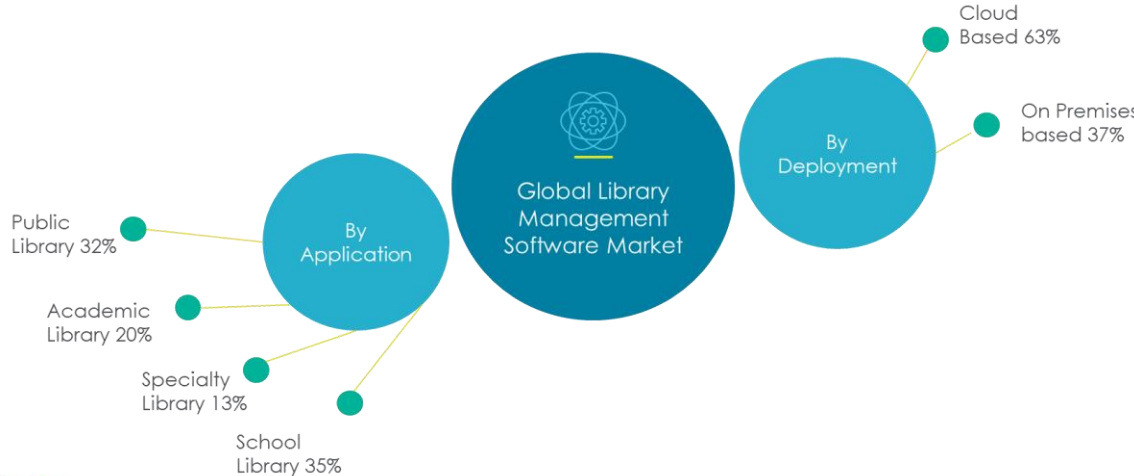 Cloud
Based 63%
On Premises
based 37%
By
Deployment
Global Library
Management
Software Market
By
Application
Public
Library 32%
Academic
Library 20%
Specialty
Library 13%
School
Library 35%